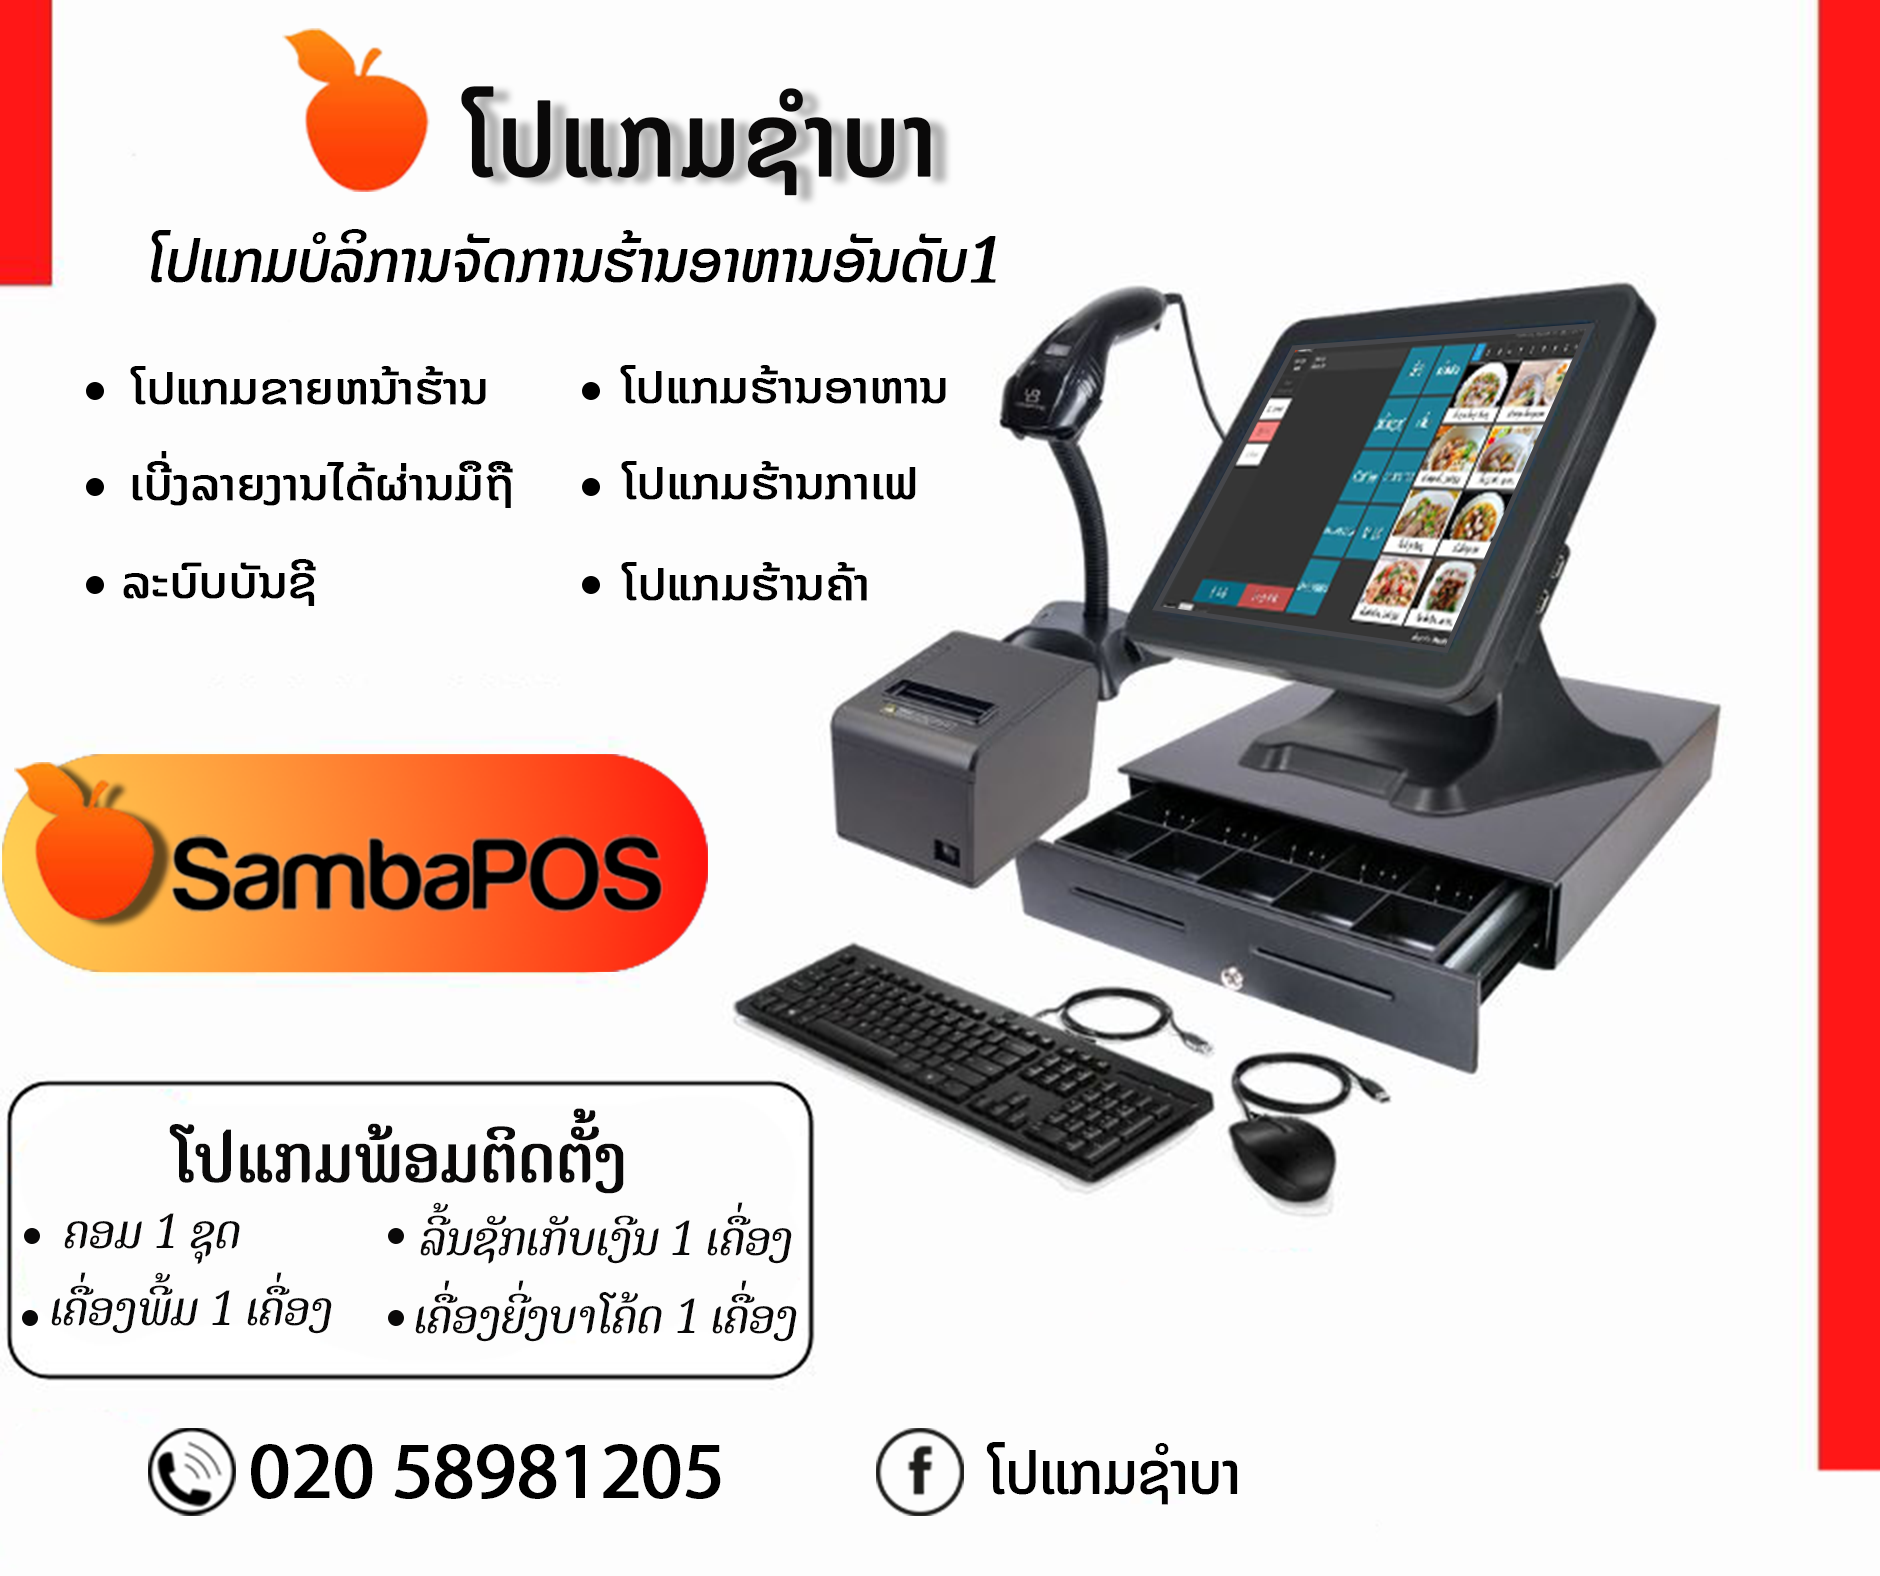 ໂປແກມຊຳບາ
ໂປແກມບໍລິການຈັດການຮ້ານອາຫານອັນດັບ1
ໂປແກມຂາຍຫນ້າຮ້ານ
ໂປແກມຮ້ານອາຫານ
ເບີ່ງລາຍງານໄດ້ຜ່ານມືຖື
ໂປແກມຮ້ານກາເຟ
ລະບົບບັນຊີ
ໂປແກມຮ້ານຄ້າ
SambaPOS
ໂປແກມພ້ອມຕິດຕັ້ງ
ຄອມ 1 ຊຸດ
ລີ້ນຊັກເກັບເງີນ 1 ເຄື່ອງ
ເຄື່ອງພີ້ມ 1 ເຄື່ອງ
ເຄື່ອງຍີ່ງບາໂຄ້ດ 1 ເຄື່ອງ
020 58981205
ໂປແກມຊຳບາ